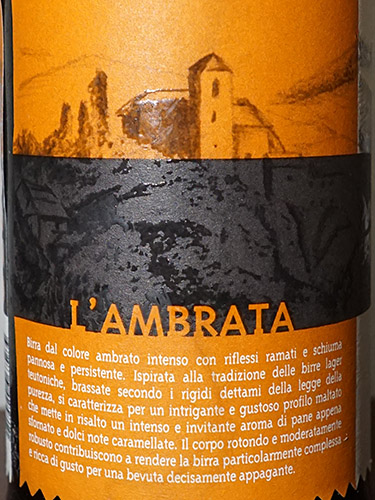 L'AMBRATA
Birra dal colore ambrato intenso con riflessi ramati e schiuma
pannosa e persistente. Ispirata alla tradizione delle birre lager
teutoniche, brassate secondo i rigidi dettami della legge della
purezza, si caratterizza per un intrigante e gustoso profilo maltato
che mette in risalto un intenso e invitante aroma di pane appena
sfornato e dolci note caramellate. Il corpo rotondo e moderatamente
robusto contribuiscono a rendere la birra particolarmente complessa
e ricca di gusto per una bevuta decisamente appagante.